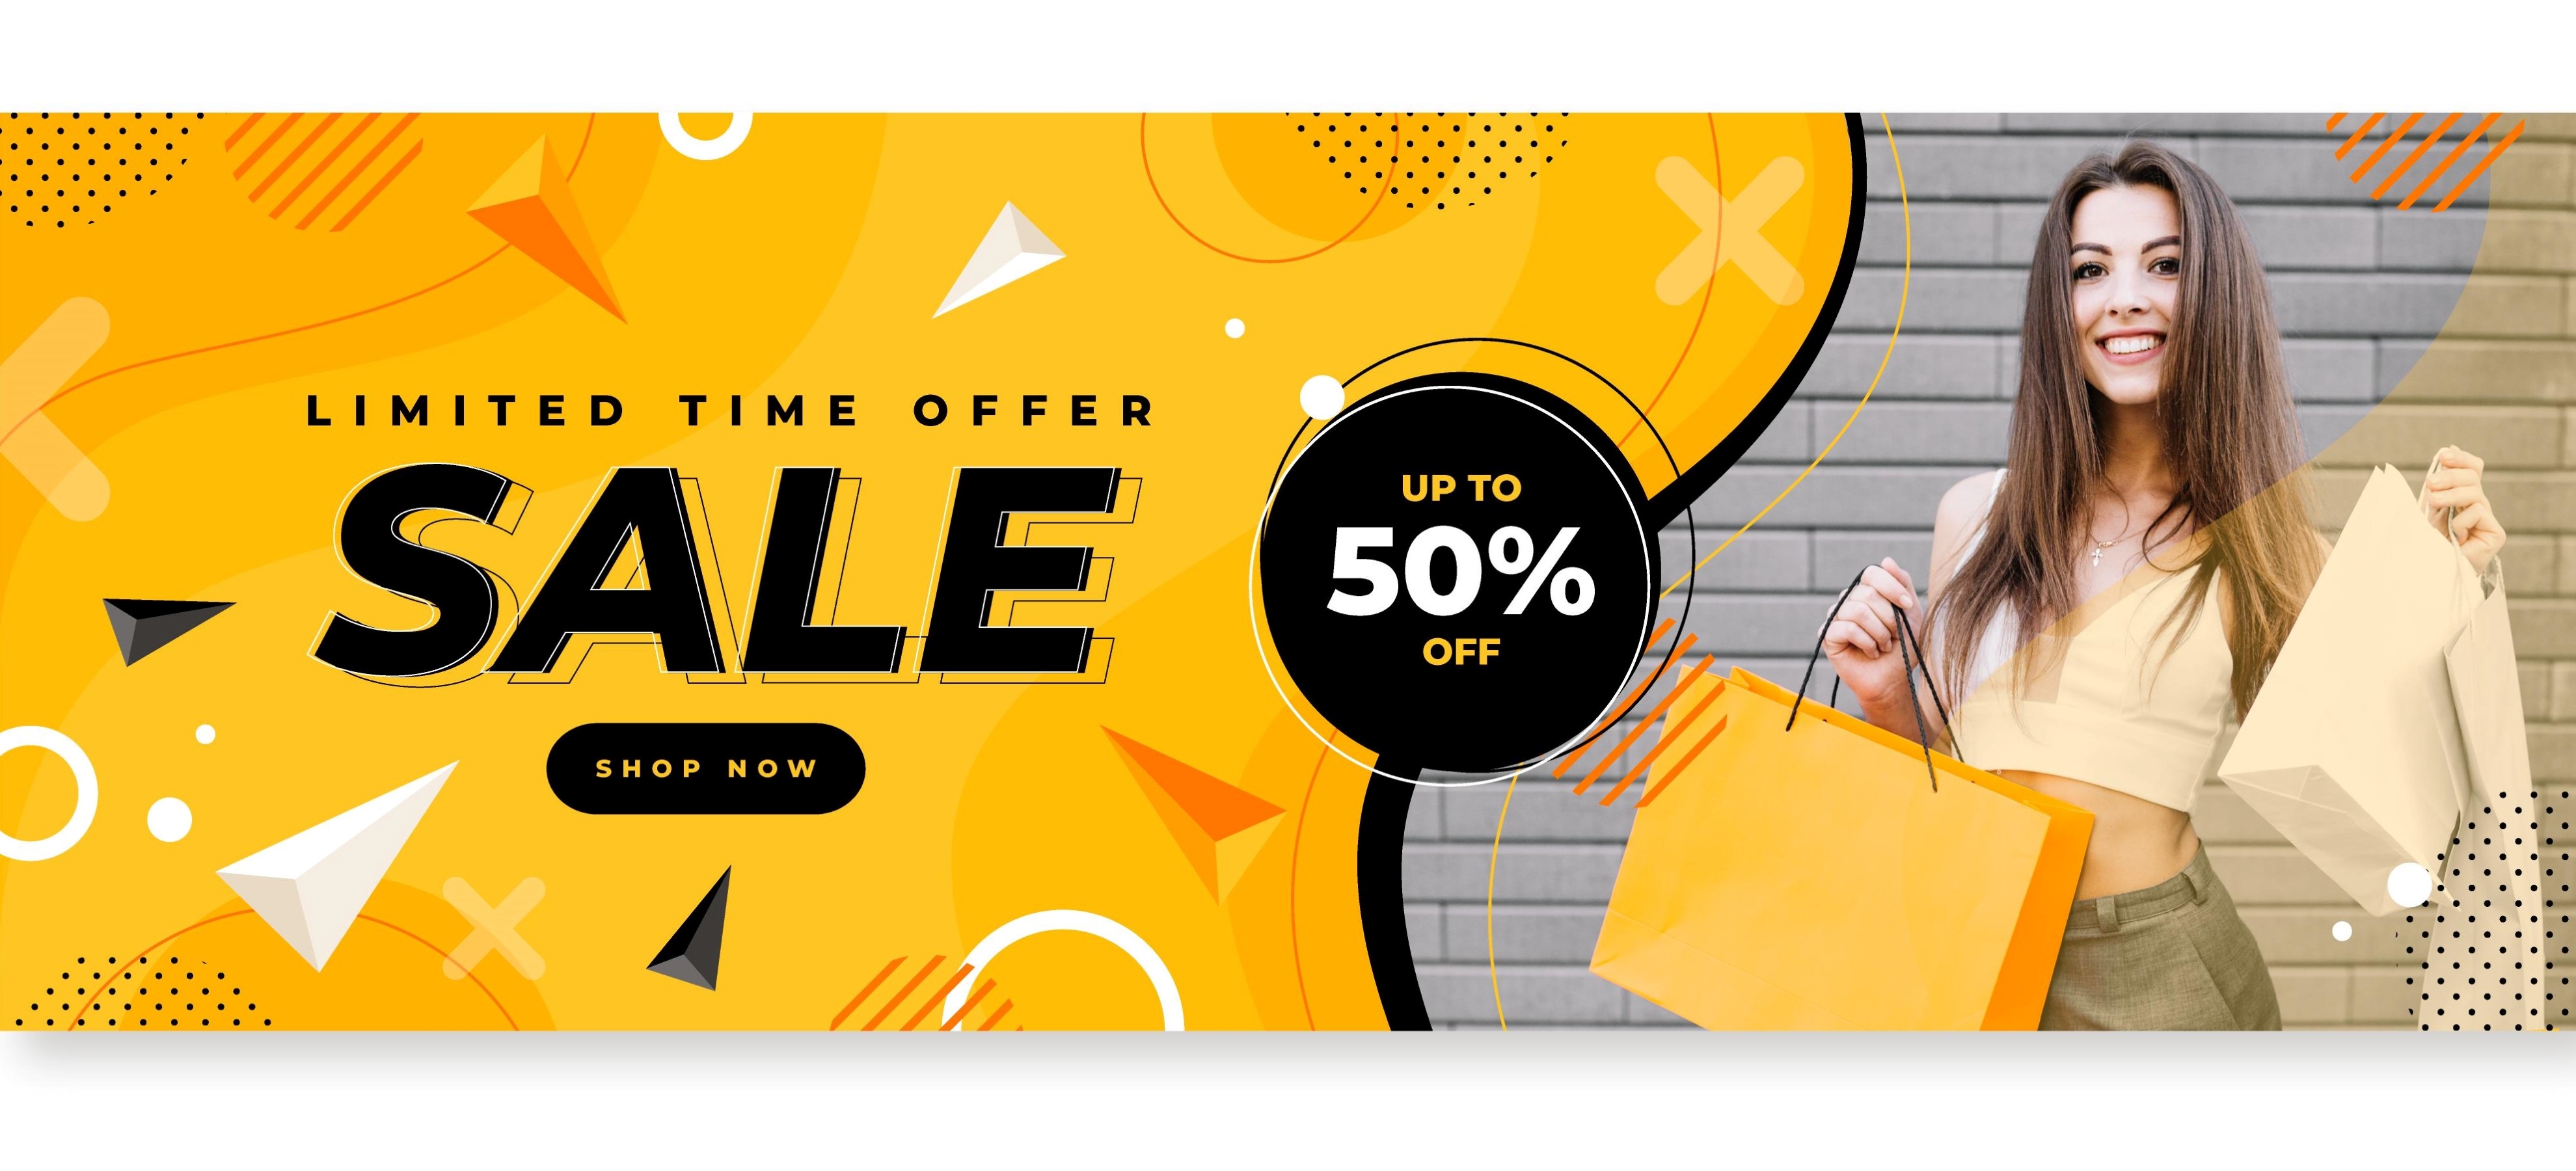 LIMITED TIME OFFER
SALE
SHOP NOW
UP TO
50%
OFF